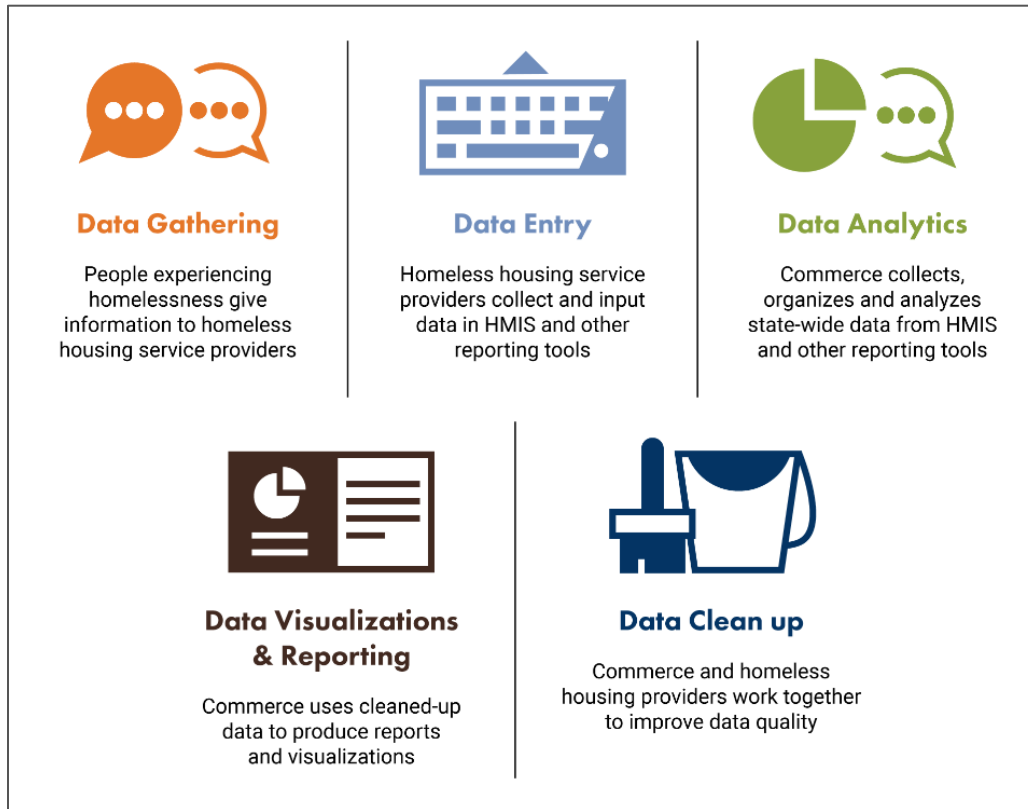 Data Gathering
People experiencing
homelessness give
information to homeless
housing service providers
Data Entry
Homeless housing service
providers collect and input
data in HMIS and other
reporting tools
Data Analytics
Commerce collects,
organizes and analyzes
state-wide data from HMIS
and other reporting tools
Data Visualizations
& Reporting
Commerce uses cleaned-up
data to produce reports
and visualizations
Data Clean up
Commerce and homeless
housing providers work together
to improve data quality